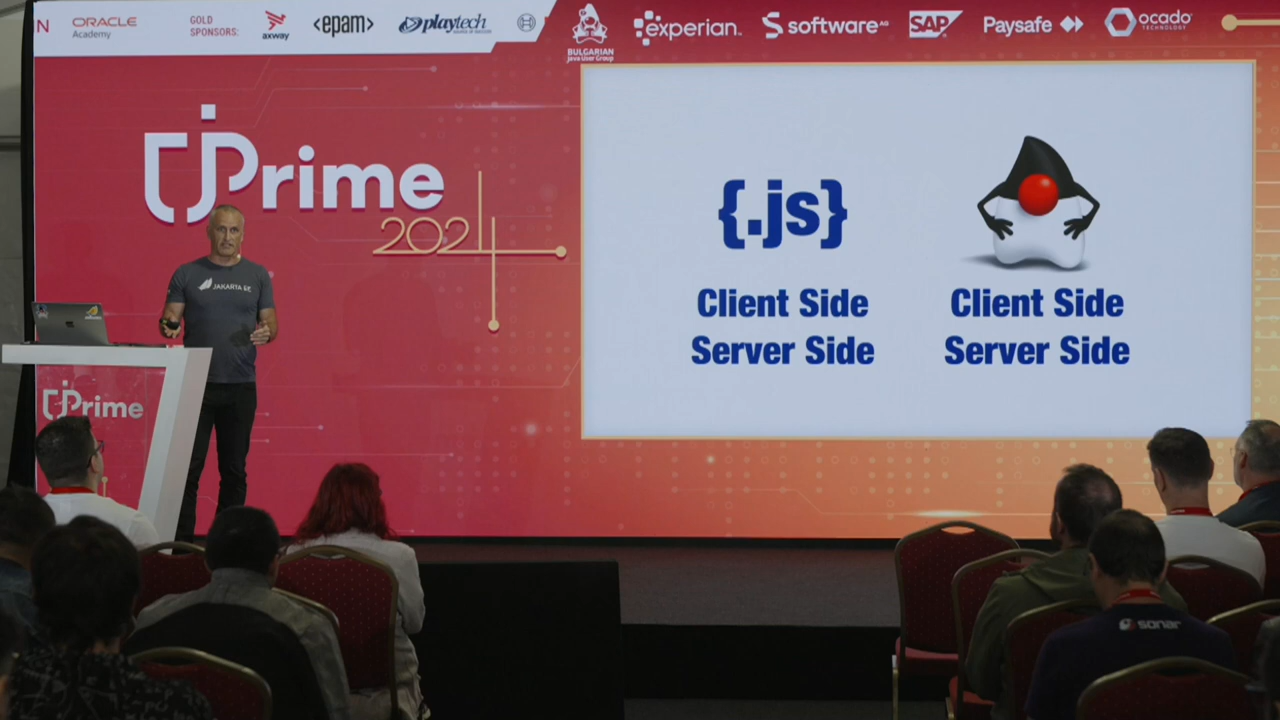 N
ORACLE
Academy
GOLD
SPONSORS:
axway
<epam>
playtech
BULGARIAN
Java User Group
experian.
software AG
SAP
Paysafe
ocado
TECHNOLOGY
jPrime
2024
{.js}
Client Side
Server Side
Client Side
Server Side
JAKARTA EE
jPrime
sonar